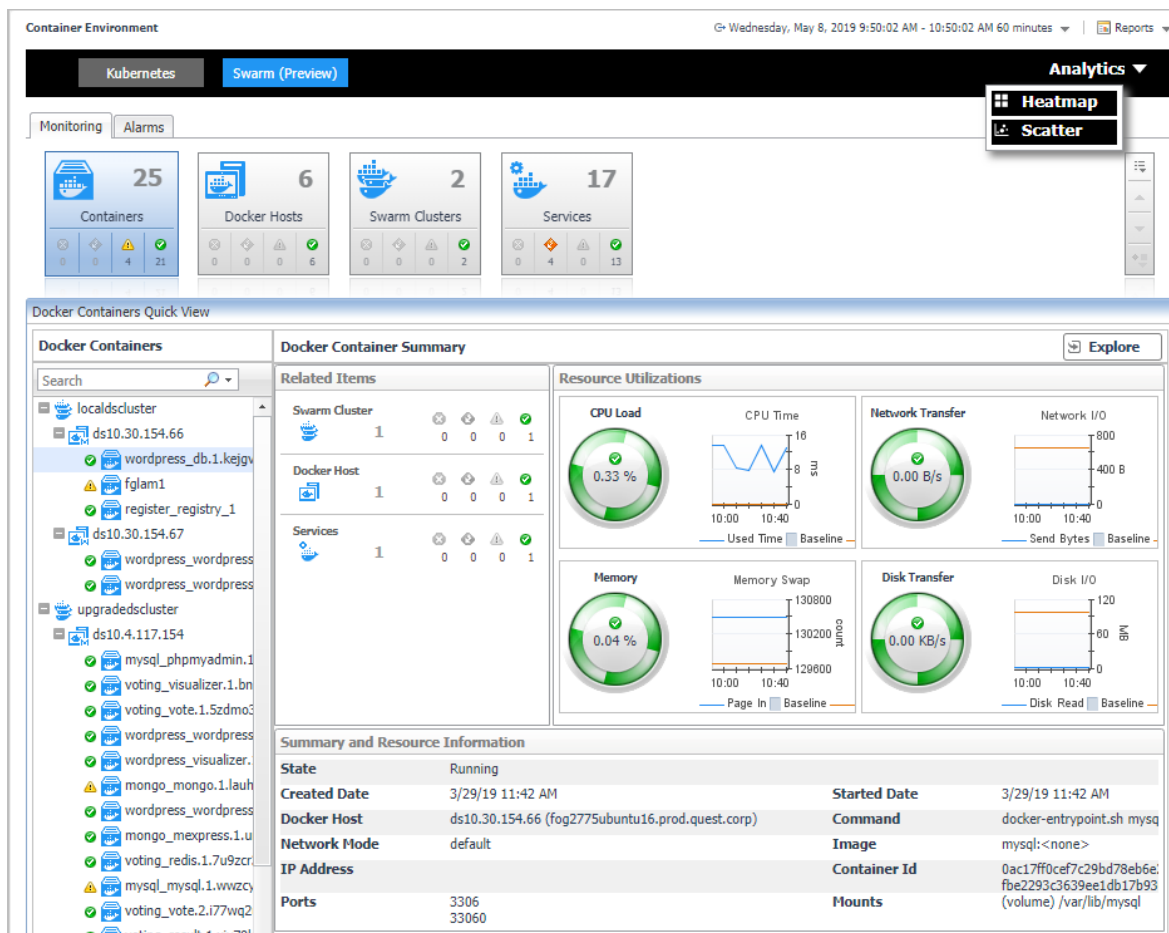 Container Environment
Wednesday, May 8, 2019 9:50:02 AM - 10:50:02 AM 60 minutes
Reports
Kubernetes
Swarm (Preview)
Analytics
Heatmap
Scatter
Monitoring
Alarms
25
Containers
0 0 4 21
6
Docker Hosts
0 0 0 6
2
Swarm Clusters
0 0 0 2
17
Services
0 4 0 13
Docker Containers Quick View
Docker Containers
Search
localdscluster
ds10.30.154.66
wordpress_db.1.kejgv
fglam1
register_registry_1
ds10.30.154.67
wordpress_wordpress
wordpress_wordpress
upgradedscluster
ds10.4.117.154
mysql_phpmyadmin.1
voting_visualizer.1.bn
voting_vote.1.5zdmo3
wordpress_wordpress
wordpress_visualizer.
mongo_mongo.1.lauh
wordpress_wordpress
mongo_mexpress.1.u
voting_redis.1.7u9zcr
mysql_mysql.1.wwzcy
voting_vote.2.i77wq2
Docker Container Summary
Explore
Related Items
Swarm Cluster
1
0 0 0 1
Docker Host
1
0 0 0 1
Services
1
0 0 0 1
Resource Utilizations
CPU Load
0.33 %
CPU Time
16
8
0
ms
10:00 10:40
Used Time Baseline
Network Transfer
0.00 B/s
Network I/O
800
400 B
0
10:00 10:40
Send Bytes Baseline
Memory
0.04 %
Memory Swap
130800
130200
129600
count
10:00 10:40
Page In Baseline
Disk Transfer
0.00 KB/s
Disk I/O
120
60
0
MB
10:00 10:40
Disk Read Baseline
Summary and Resource Information
State Running
Created Date 3/29/19 11:42 AM Started Date 3/29/19 11:42 AM
Docker Host ds10.30.154.66 (fog2775ubuntu16.prod.quest.corp) Command docker-entrypoint.sh mysq
Network Mode default Image mysql:<none>
IP Address Container Id 0ac17ff0cef7c29bd78eb6e
fbe2293c3639ee1db17b93
Ports 3306 Mounts (volume) /var/lib/mysql
33060